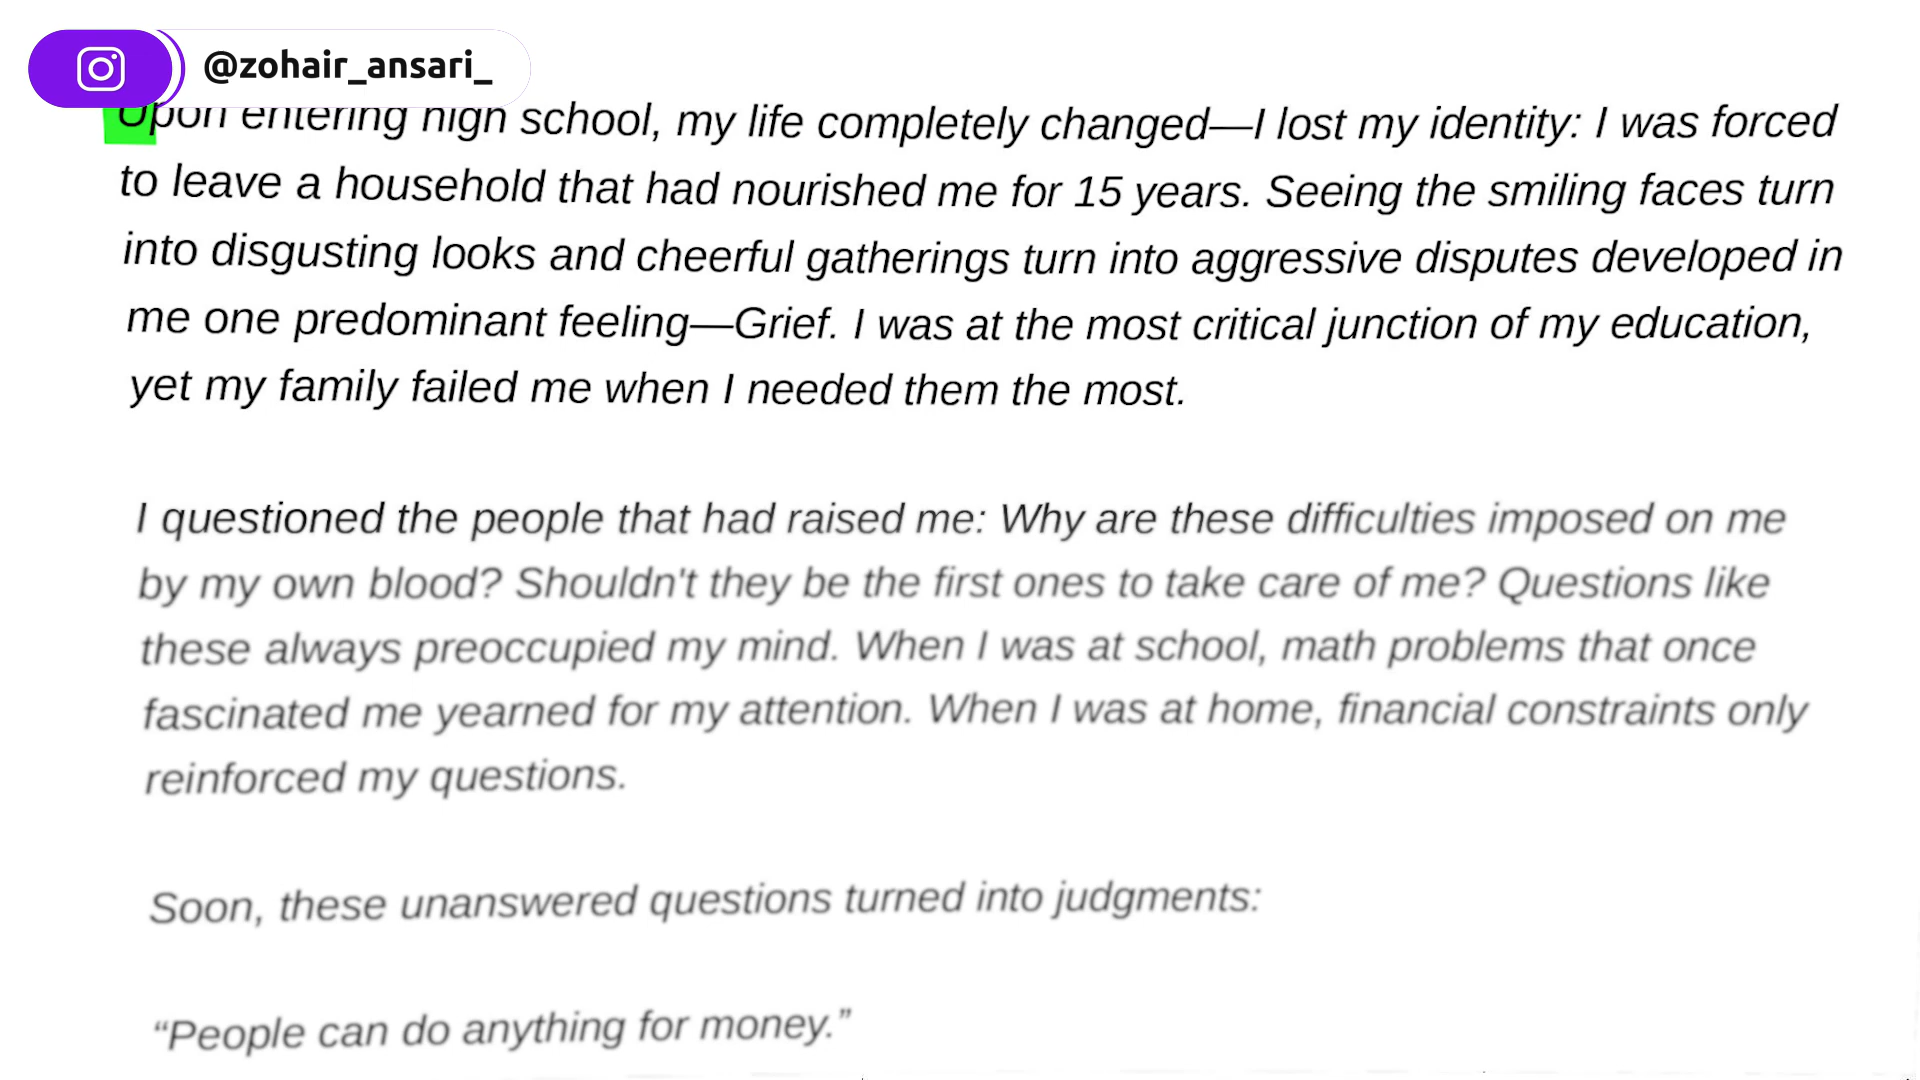 @zohair_ansari_
Upon entering high school, my life completely changed—I lost my identity: I was forced
to leave a household that had nourished me for 15 years. Seeing the smiling faces turn
into disgusting looks and cheerful gatherings turn into aggressive disputes developed in
me one predominant feeling—Grief. I was at the most critical junction of my education,
yet my family failed me when I needed them the most.
I questioned the people that had raised me: Why are these difficulties imposed on me
by my own blood? Shouldn't they be the first ones to take care of me? Questions like
these always preoccupied my mind. When I was at school, math problems that once
fascinated me yearned for my attention. When I was at home, financial constraints only
reinforced my questions.
Soon, these unanswered questions turned into judgments:
“People can do anything for money.”